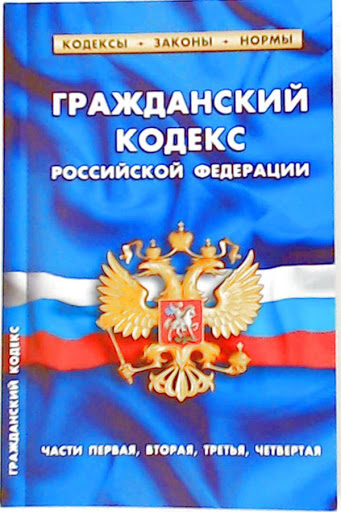 КОДЕКСЫ • ЗАКОНЫ • НОРМЫ
ГРАЖДАНСКИЙ
КОДЕКС
РОССИЙСКОЙ ФЕДЕРАЦИИ
ЧАСТИ ПЕРВАЯ, ВТОРАЯ, ТРЕТЬЯ, ЧЕТВЕРТАЯ
ГРАЖДАНСКИЙ КОДЕКС